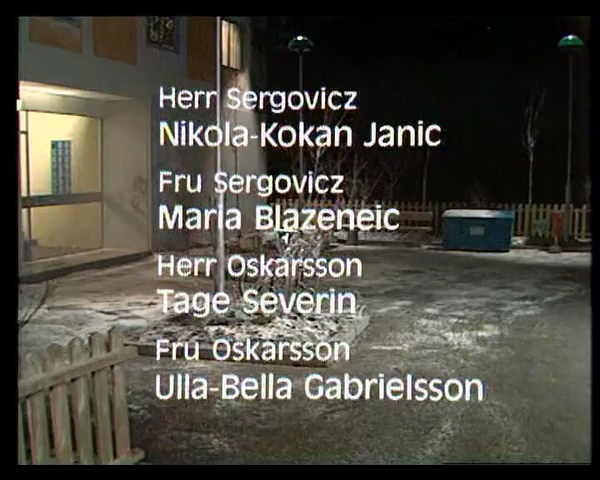 Herr Sergovicz
Nikola-Kokan Janic
Fru Sergovicz
Maria Blazeneic
Herr Oskarsson
Tage Severin
Fru Oskarsson
Ulla-Bella Gabrielsson